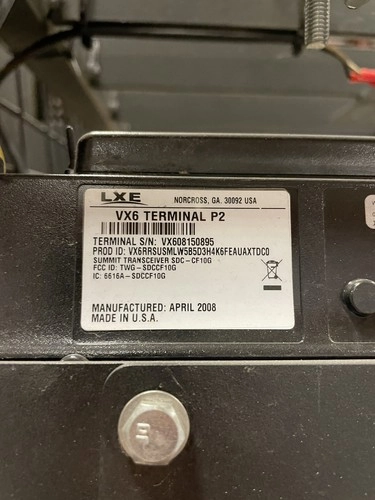 LXE NORCROSS, GA. 30092 USA
VX6 TERMINAL P2
TERMINAL S/N: VX608150895
PROD ID: VX6RRSUSMLW5B5D3H4K6FEAUAXTDC0
SUMMIT TRANSCEIVER SDC-CF10G
FCC ID: TWG-SDCCF10G
IC: 6616A-SDCCF10G
MANUFACTURED: APRIL 2008
MADE IN U.S.A.